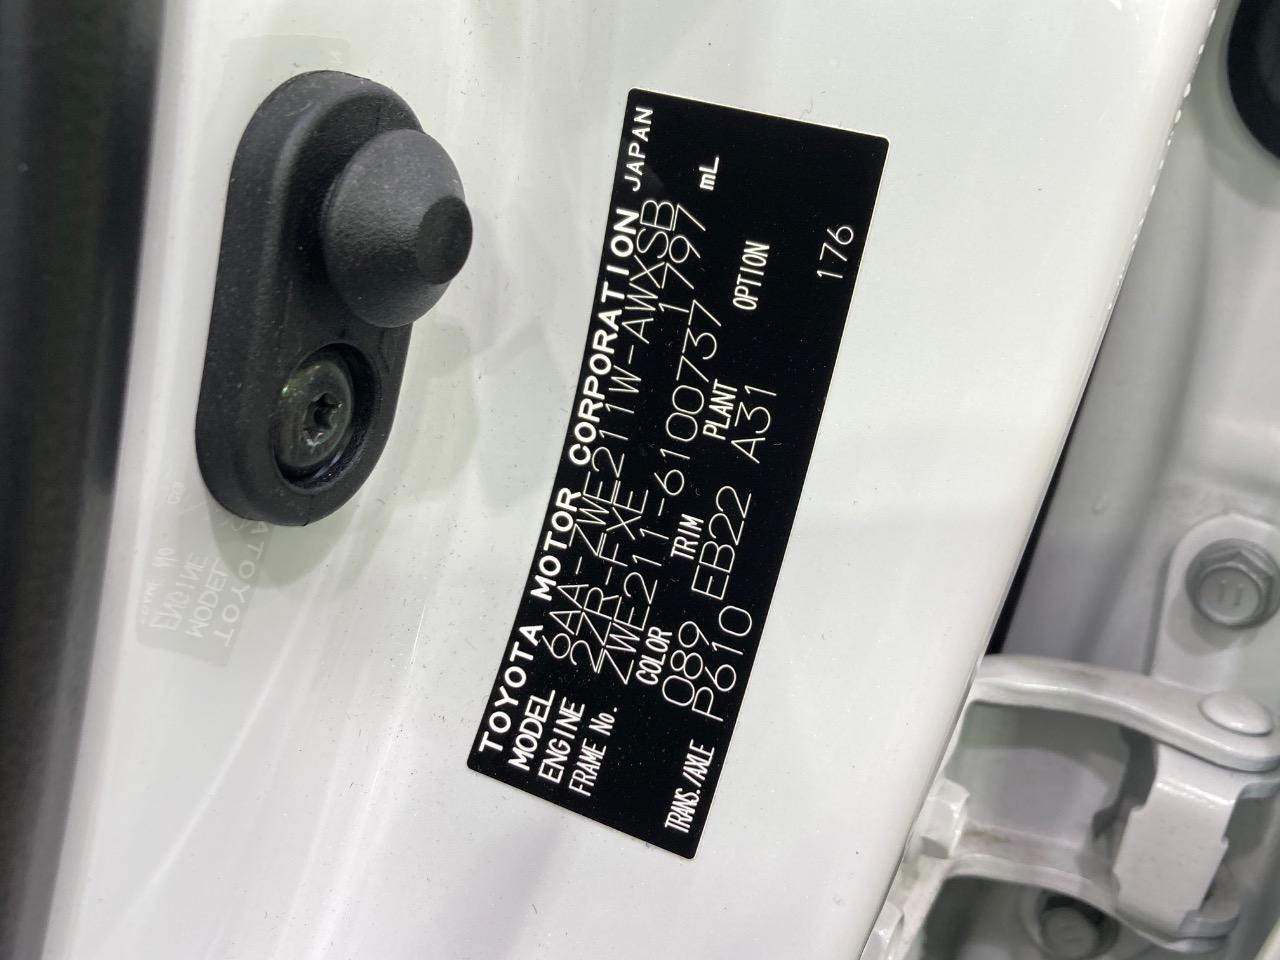 TOYOTA MOTOR CORPORATION JAPAN
MODEL 6AA-ZWE211W-AWXSB
ENGINE 2ZR-FXE 1797 mL
FRAME No. ZWE211-6100737
COLOR TRIM PLANT OPTION
089 EB22 A31
TRANS./AXLE P610
176